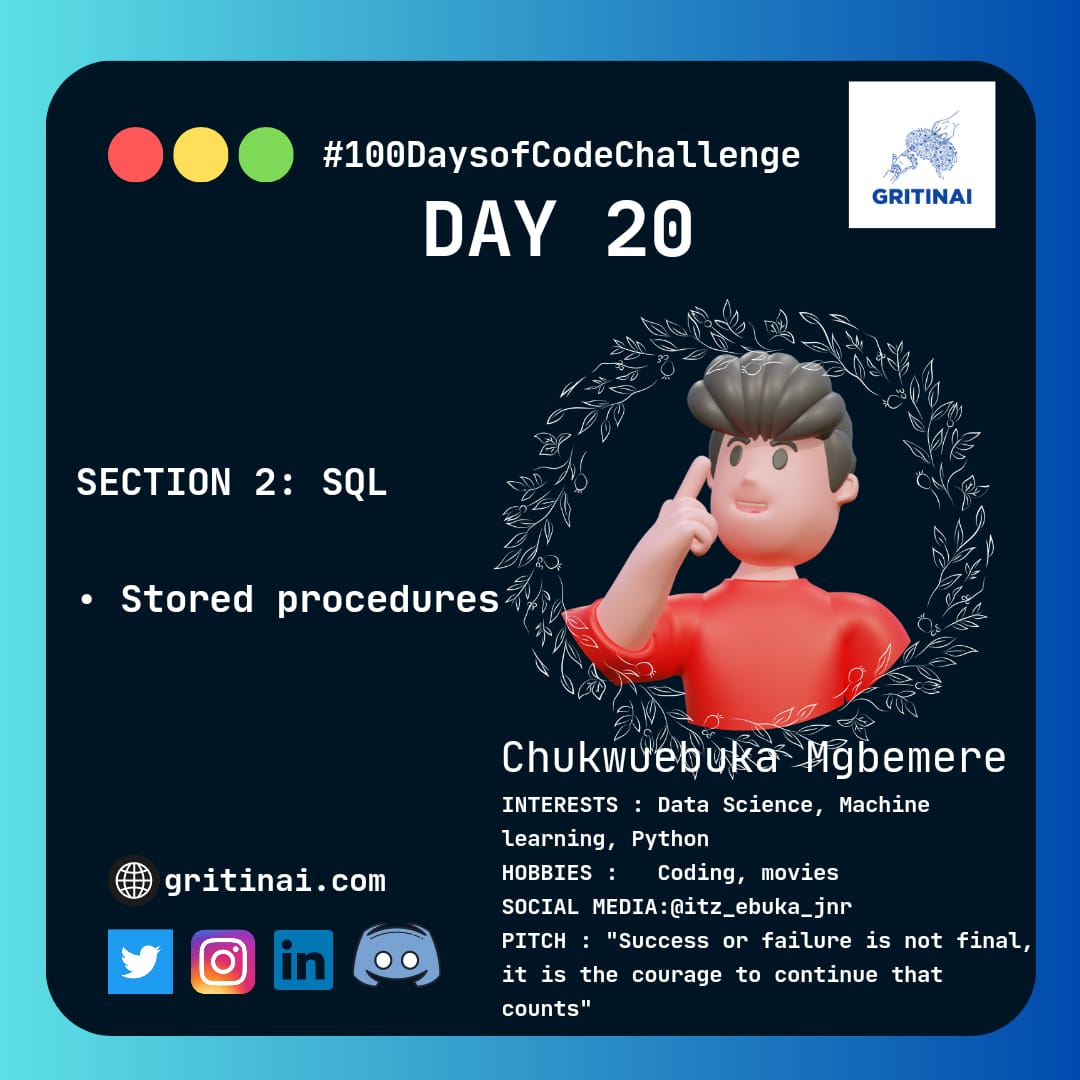 #100DaysofCodeChallenge
DAY 20
GRITINAI
SECTION 2: SQL
• Stored procedures
Chukwuebuka Mgbemere
INTERESTS : Data Science, Machine
learning, Python
HOBBIES :   Coding, movies
SOCIAL MEDIA:@itz_ebuka_jnr
PITCH : "Success or failure is not final,
it is the courage to continue that
counts"
gritinai.com
in